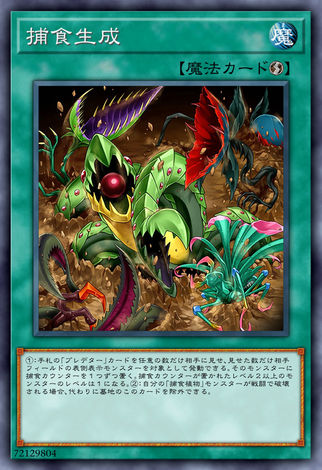 捕食生成
魔
【魔法カード】
①:手札の「プレデター」カードを任意の数だけ相手に見せ、見せた数だけ相手
フィールドの表側表示モンスターを対象として発動できる。そのモンスターに
捕食カウンターを1つずつ置く。捕食カウンターが置かれたレベル2以上のモ
ンスターのレベルは1になる。②:自分の「捕食植物」モンスターが戦闘で破壊
される場合、代わりに墓地のこのカードを除外できる。
72129804